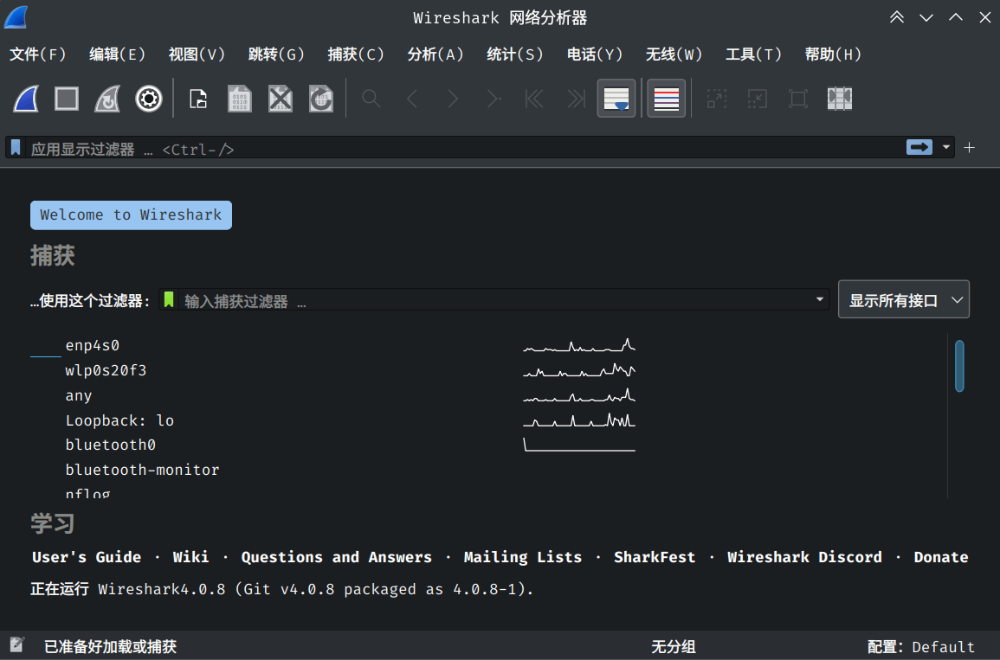 Wireshark 网络分析器
文件(F) 编辑(E) 视图(V) 跳转(G) 捕获(C) 分析(A) 统计(S) 电话(Y) 无线(W) 工具(T) 帮助(H)
应用显示过滤器 … <Ctrl-/>
Welcome to Wireshark
捕获
…使用这个过滤器: 输入捕获过滤器 … 显示所有接口
enp4s0
wlp0s20f3
any
Loopback: lo
bluetooth0
bluetooth-monitor
nflog
学习
User's Guide · Wiki · Questions and Answers · Mailing Lists · SharkFest · Wireshark Discord · Donate
正在运行 Wireshark4.0.8 (Git v4.0.8 packaged as 4.0.8-1).
已准备好加载或捕获 无分组 配置: Default